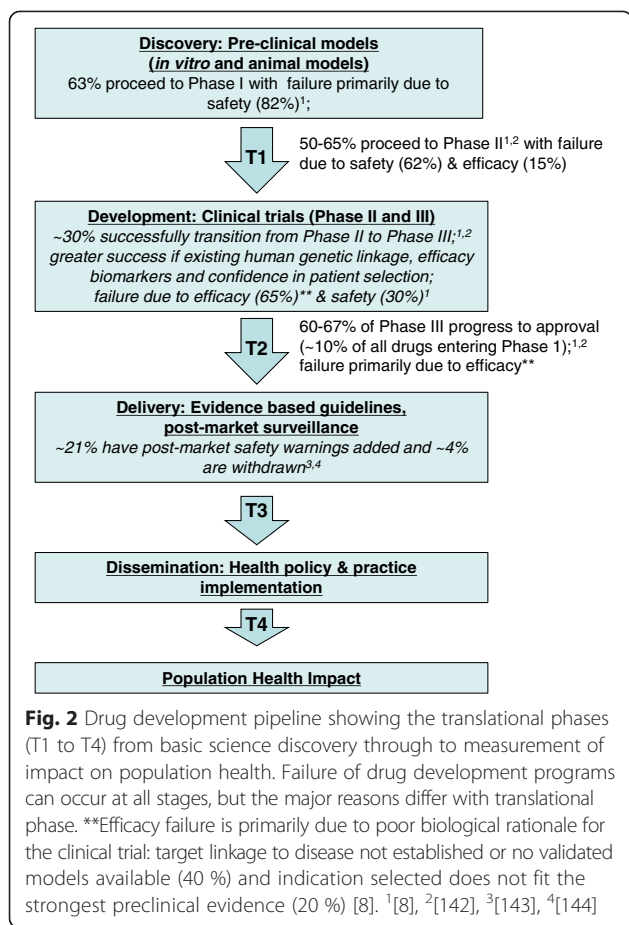 Discovery: Pre-clinical models
(in vitro and animal models)
63% proceed to Phase I with failure primarily due to
safety (82%)¹;
T1
50-65% proceed to Phase II¹,² with failure
due to safety (62%) & efficacy (15%)
Development: Clinical trials (Phase II and III)
~30% successfully transition from Phase II to Phase III;¹,²
greater success if existing human genetic linkage, efficacy
biomarkers and confidence in patient selection;
failure due to efficacy (65%)** & safety (30%)¹
T2
60-67% of Phase III progress to approval
(~10% of all drugs entering Phase 1);¹,²
failure primarily due to efficacy**
Delivery: Evidence based guidelines,
post-market surveillance
~21% have post-market safety warnings added and ~4%
are withdrawn³,⁴
T3
Dissemination: Health policy & practice
implementation
T4
Population Health Impact
Fig. 2 Drug development pipeline showing the translational phases
(T1 to T4) from basic science discovery through to measurement of
impact on population health. Failure of drug development programs
can occur at all stages, but the major reasons differ with translational
phase. **Efficacy failure is primarily due to poor biological rationale for
the clinical trial: target linkage to disease not established or no validated
models available (40 %) and indication selected does not fit the
strongest preclinical evidence (20 %) [8]. ¹[8], ²[142], ³[143], ⁴[144]